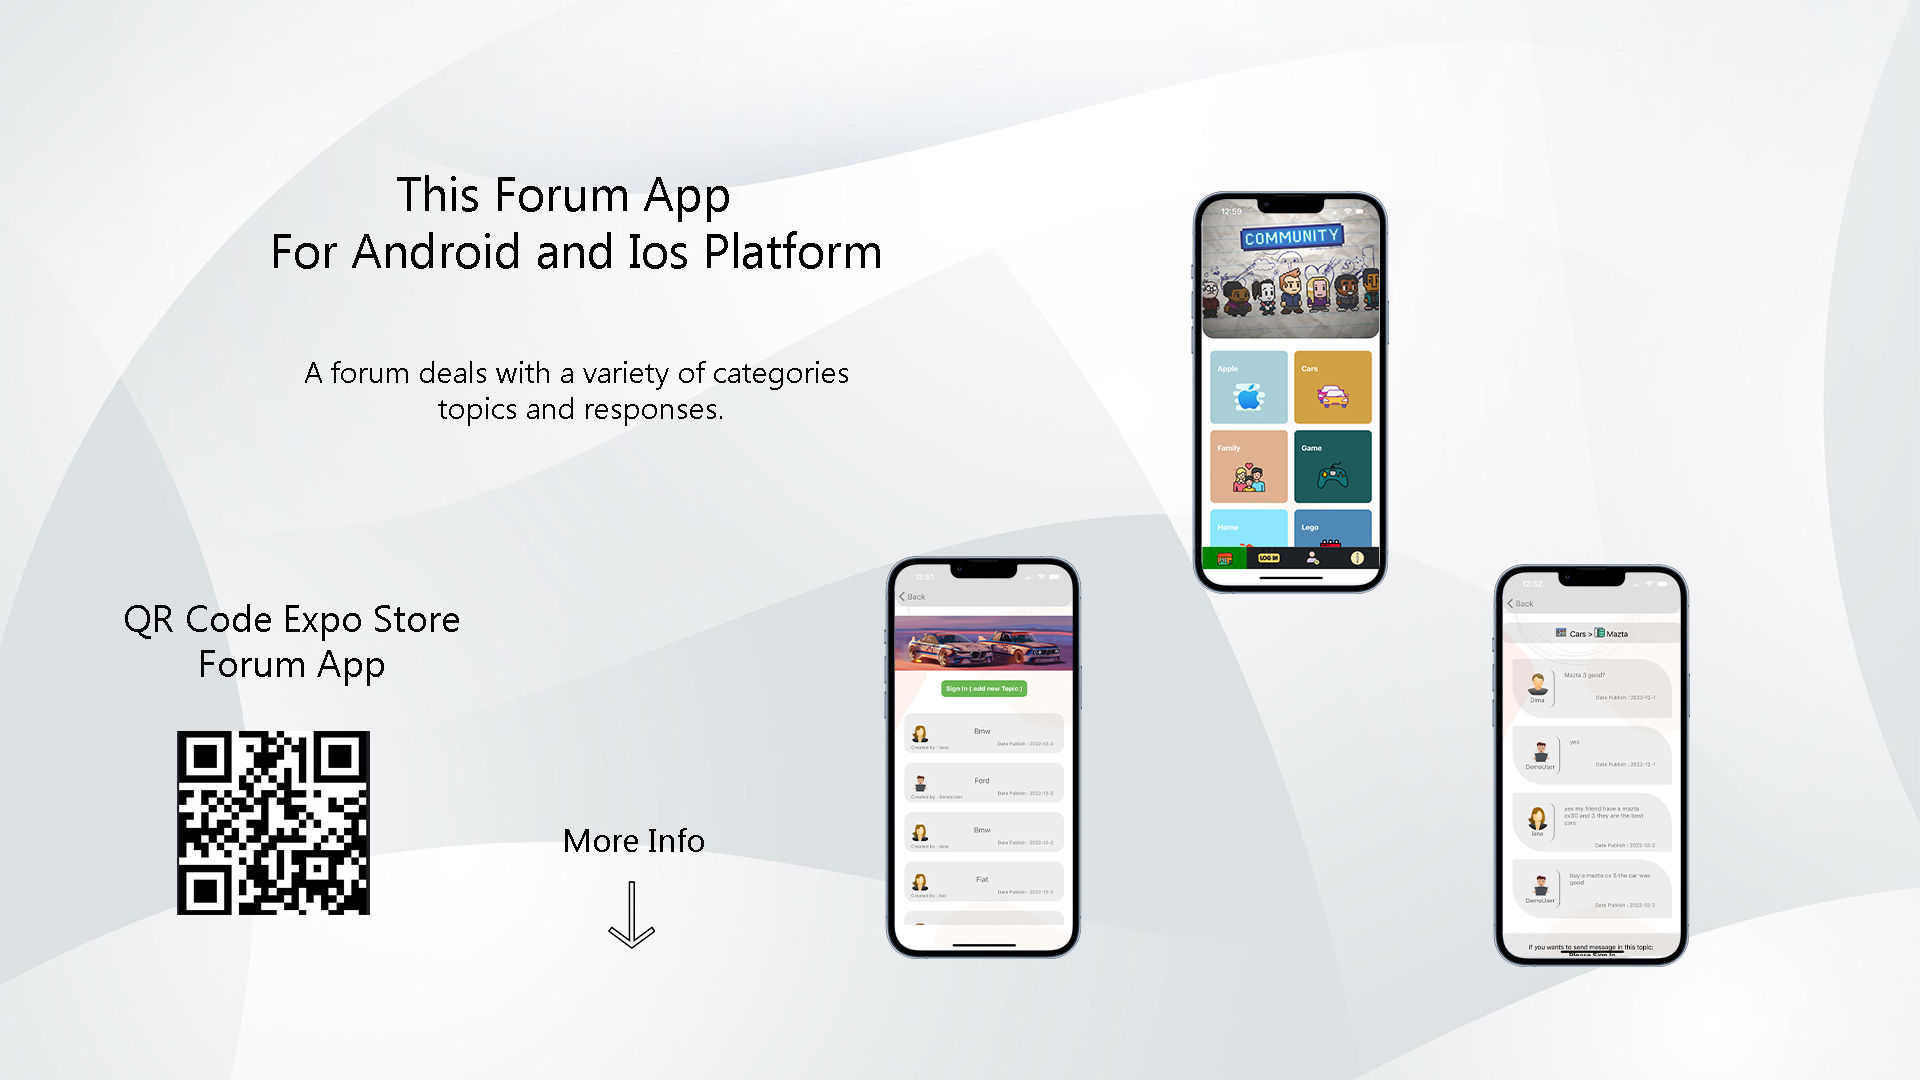 This Forum App
For Android and Ios Platform
A forum deals with a variety of categories
topics and responses.
QR Code Expo Store
Forum App
More Info
12:59
COMMUNITY
Apple
Cars
Family
Game
Home
Lego
LOG IN
12:51
Back
Sign In ( add new Topic )
Bmw
Created by : lana
Date Publish : 2022-12-3
Ford
Created by : DemoUser
Date Publish : 2022-12-2
Bmw
Created by : lana
Date Publish : 2022-12-2
Fiat
Created by : bar
Date Publish : 2022-12-2
12:52
Back
Cars > Mazta
Mazta 3 good?
Dima
Date Publish : 2022-12-1
yes
DemoUser
Date Publish : 2022-12-1
yes my friend have a mazta
cx30 and 3 they are the best
cars
lana
Date Publish : 2022-12-2
buy a mazta cx 5 the car was
good
DemoUser
Date Publish : 2022-12-2
if you wants to send message in this topic:
Please Sign In